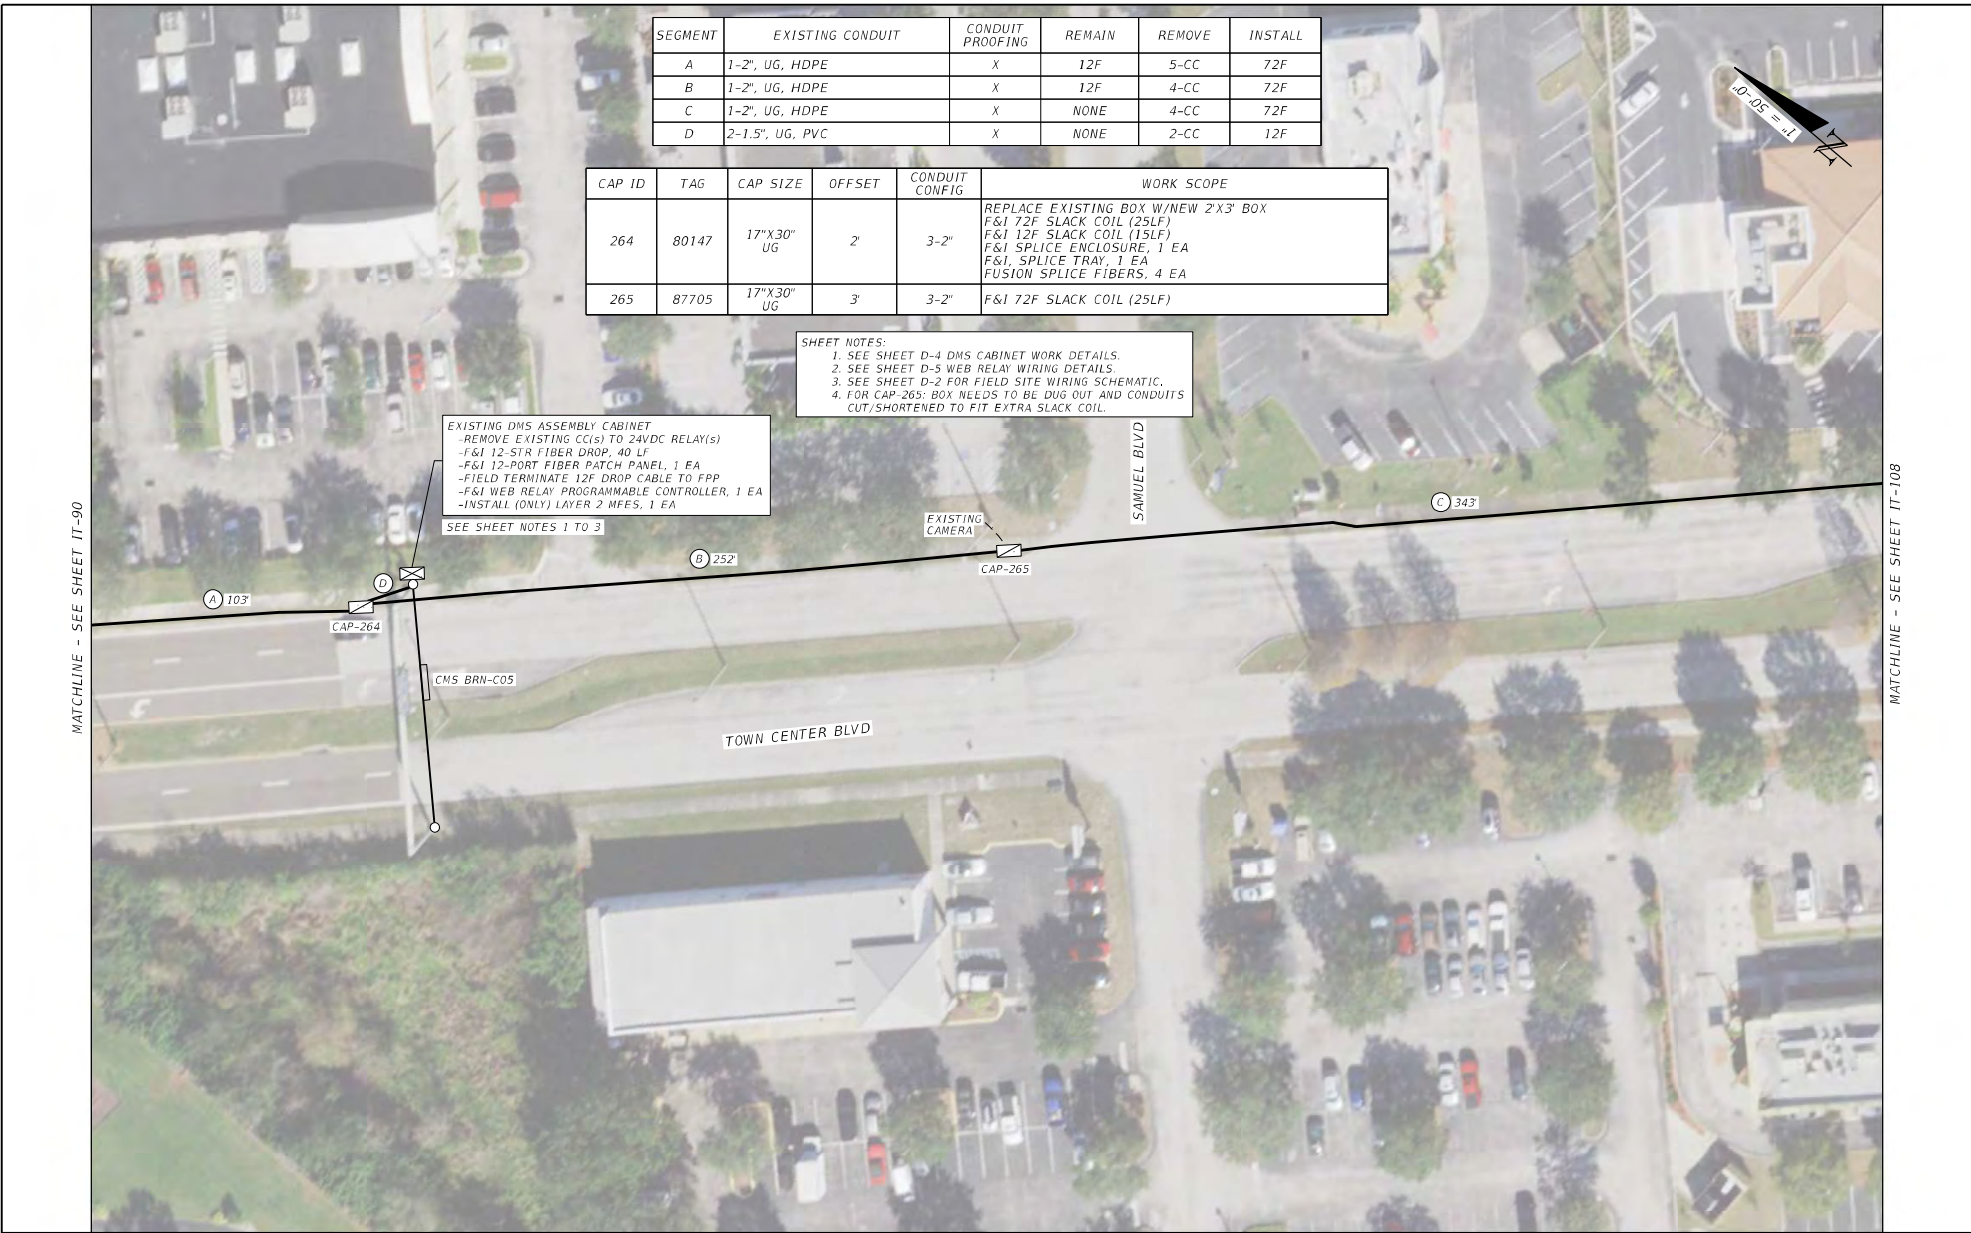 SEGMENT EXISTING CONDUIT CONDUIT PROOFING REMAIN REMOVE INSTALL
A 1-2", UG, HDPE X 12F 5-CC 72F
B 1-2", UG, HDPE X 12F 4-CC 72F
C 1-2", UG, HDPE X NONE 4-CC 72F
D 2-1.5", UG, PVC X NONE 2-CC 12F
1" = 50'-0"
N
CAP ID TAG CAP SIZE OFFSET CONDUIT CONFIG WORK SCOPE
264 80147 17"X30" UG 2' 3-2"
REPLACE EXISTING BOX W/NEW 2'X3' BOX
F&I 72F SLACK COIL (25LF)
F&I 12F SLACK COIL (15LF)
F&I SPLICE ENCLOSURE, 1 EA
F&I, SPLICE TRAY, 1 EA
FUSION SPLICE FIBERS, 4 EA
265 87705 17"X30" UG 3' 3-2" F&I 72F SLACK COIL (25LF)
SHEET NOTES:
1. SEE SHEET D-4 DMS CABINET WORK DETAILS.
2. SEE SHEET D-5 WEB RELAY WIRING DETAILS.
3. SEE SHEET D-2 FOR FIELD SITE WIRING SCHEMATIC.
4. FOR CAP-265: BOX NEEDS TO BE DUG OUT AND CONDUITS
CUT/SHORTENED TO FIT EXTRA SLACK COIL.
EXISTING DMS ASSEMBLY CABINET
-REMOVE EXISTING CC(s) TO 24VDC RELAY(s)
-F&I 12-STR FIBER DROP, 40 LF
-F&I 12-PORT FIBER PATCH PANEL, 1 EA
-FIELD TERMINATE 12F DROP CABLE TO FPP
-F&I WEB RELAY PROGRAMMABLE CONTROLLER, 1 EA
-INSTALL (ONLY) LAYER 2 MFES, 1 EA
SEE SHEET NOTES 1 TO 3
SAMUEL BLVD
EXISTING
CAMERA
C 343'
B 252'
CAP-265
D
A 103'
CAP-264
CMS BRN-C05
TOWN CENTER BLVD
MATCHLINE - SEE SHEET IT-90
MATCHLINE - SEE SHEET IT-108